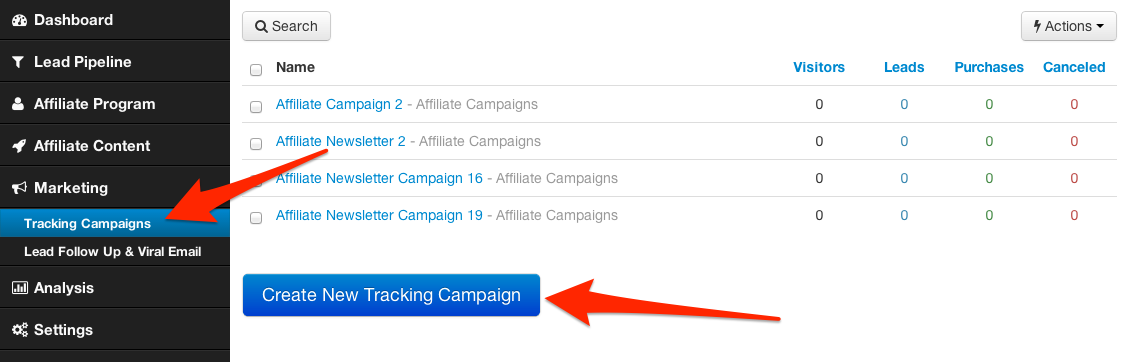 Dashboard
Lead Pipeline
Affiliate Program
Affiliate Content
Marketing
Tracking Campaigns
Lead Follow Up & Viral Email
Analysis
Settings
Search
Actions
Name Visitors Leads Purchases Canceled
Affiliate Campaign 2 - Affiliate Campaigns 0 0 0 0
Affiliate Newsletter 2 - Affiliate Campaigns 0 0 0 0
Affiliate Newsletter Campaign 16 - Affiliate Campaigns 0 0 0 0
Affiliate Newsletter Campaign 19 - Affiliate Campaigns 0 0 0 0
Create New Tracking Campaign